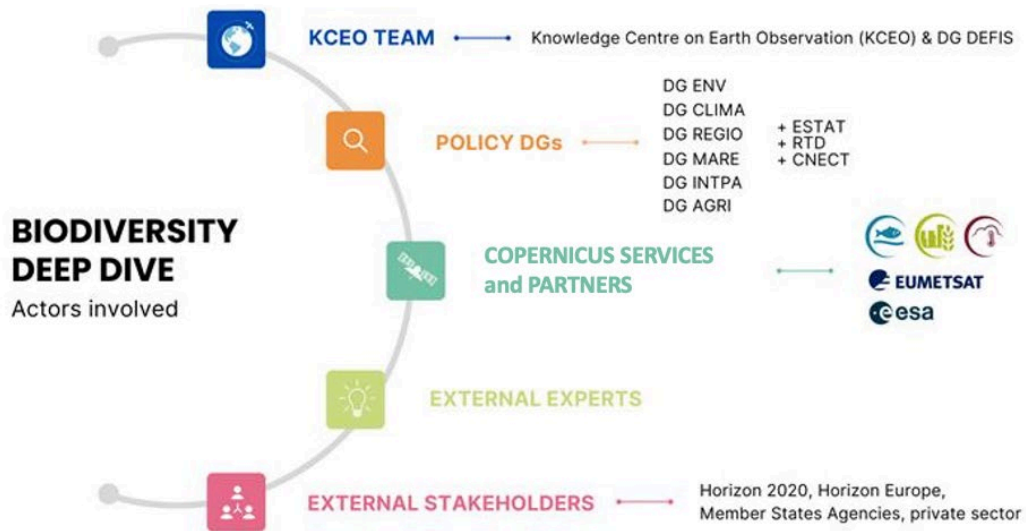 KCEO TEAM
Knowledge Centre on Earth Observation (KCEO) & DG DEFIS
POLICY DGs
DG ENV
DG CLIMA
DG REGIO
DG MARE
DG INTPA
DG AGRI
+ ESTAT
+ RTD
+ CNECT
BIODIVERSITY
DEEP DIVE
Actors involved
COPERNICUS SERVICES
and PARTNERS
EUMETSAT
esa
EXTERNAL EXPERTS
EXTERNAL STAKEHOLDERS
Horizon 2020, Horizon Europe,
Member States Agencies, private sector